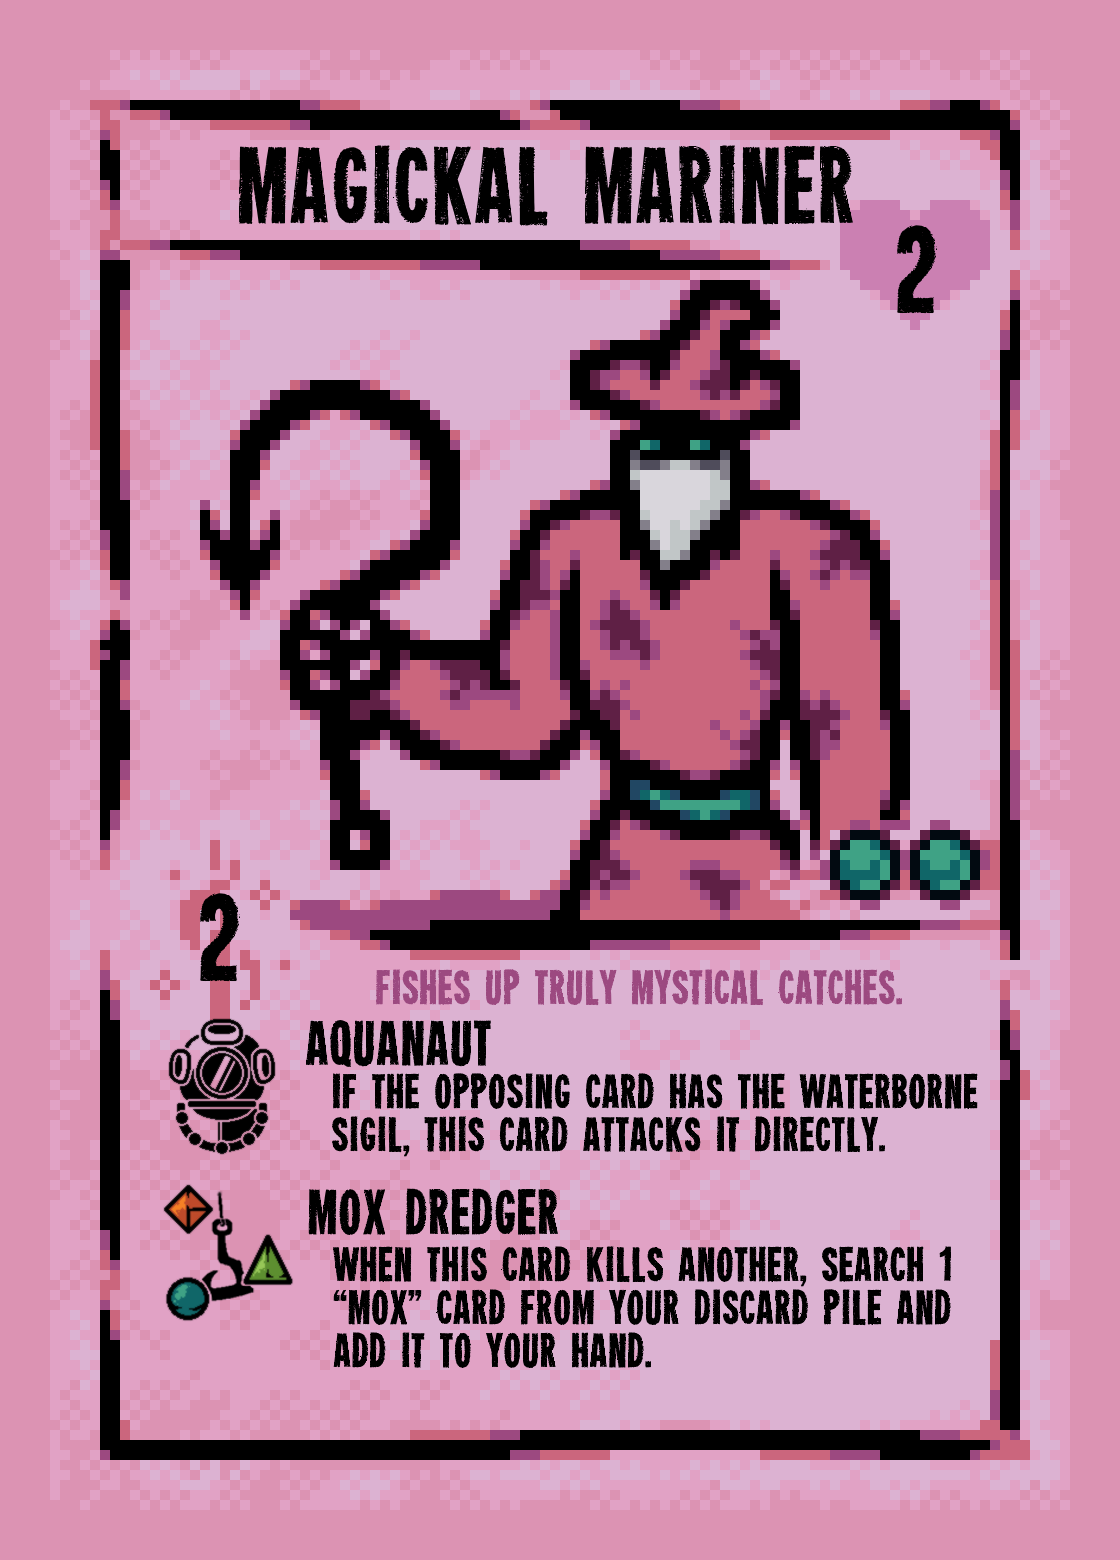 MAGICKAL MARINER
2
2
FISHES UP TRULY MYSTICAL CATCHES.
AQUANAUT
IF THE OPPOSING CARD HAS THE WATERBORNE
SIGIL, THIS CARD ATTACKS IT DIRECTLY.
MOX DREDGER
WHEN THIS CARD KILLS ANOTHER, SEARCH 1
“MOX” CARD FROM YOUR DISCARD PILE AND
ADD IT TO YOUR HAND.